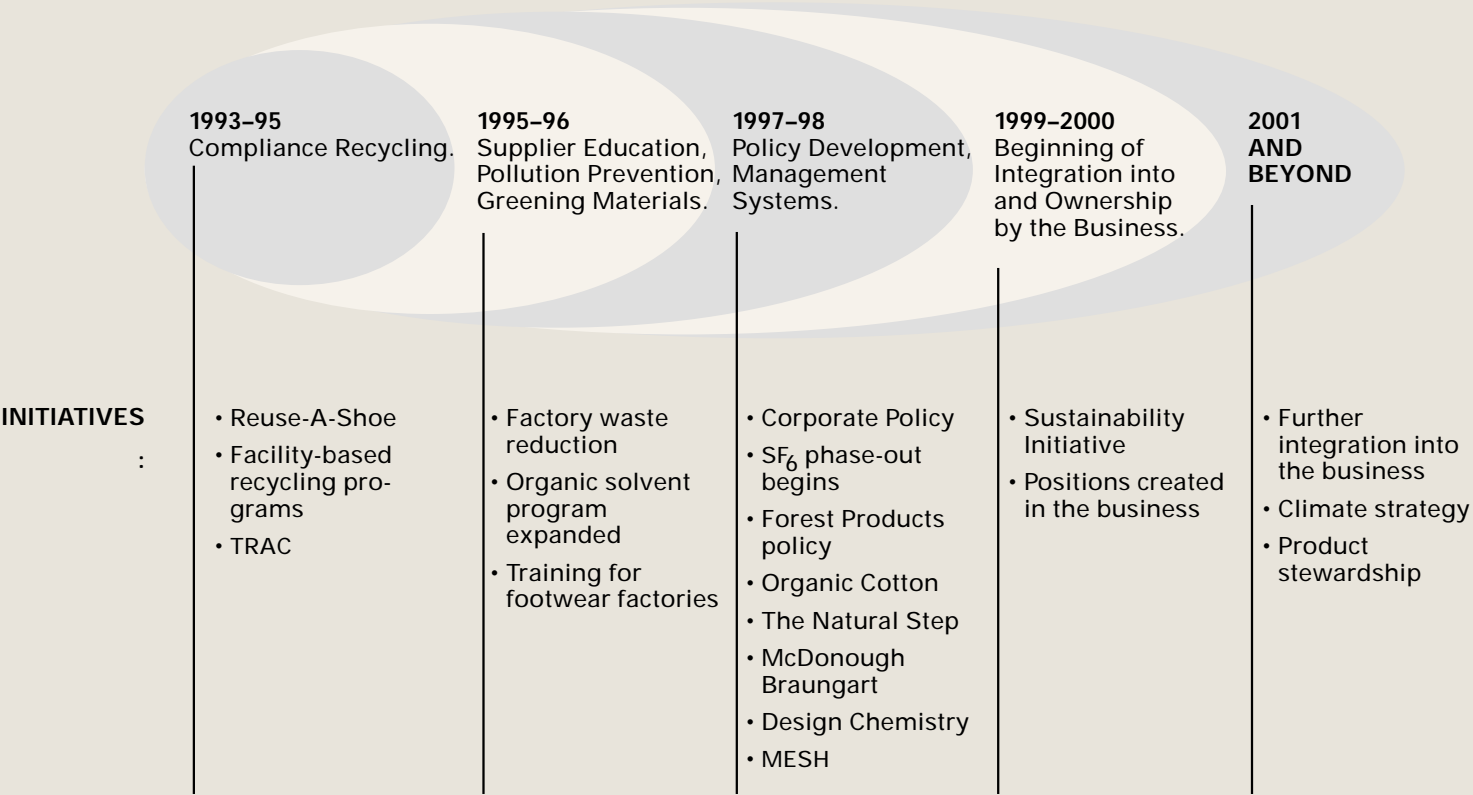 1993–95
Compliance Recycling.
1995–96
Supplier Education,
Pollution Prevention,
Greening Materials.
1997–98
Policy Development,
Management
Systems.
1999–2000
Beginning of
Integration into
and Ownership
by the Business.
2001
AND
BEYOND
INITIATIVES
:
• Reuse-A-Shoe
• Facility-based
recycling pro-
grams
• TRAC
• Factory waste
reduction
• Organic solvent
program
expanded
• Training for
footwear factories
• Corporate Policy
• SF6 phase-out
begins
• Forest Products
policy
• Organic Cotton
• The Natural Step
• McDonough
Braungart
• Design Chemistry
• MESH
• Sustainability
Initiative
• Positions created
in the business
• Further
integration into
the business
• Climate strategy
• Product
stewardship